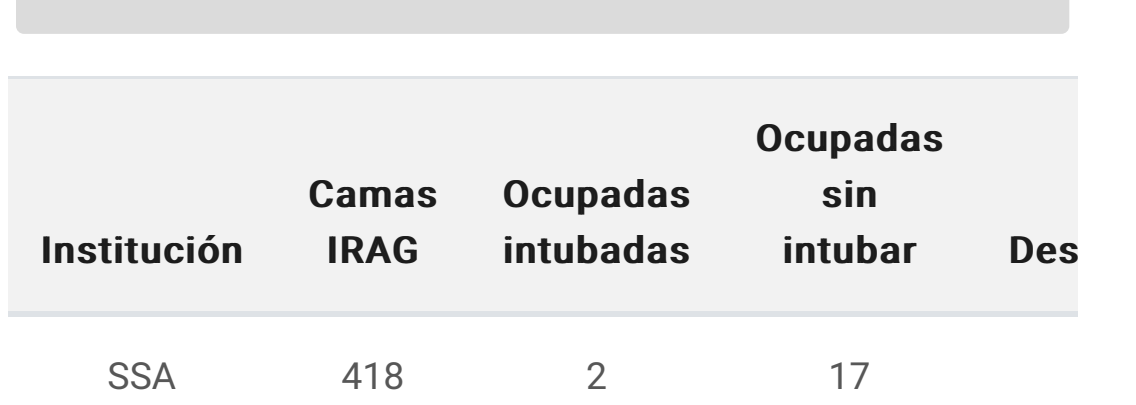 Institución
Camas
IRAG
Ocupadas
intubadas
Ocupadas
sin
intubar
Des
SSA 418 2 17